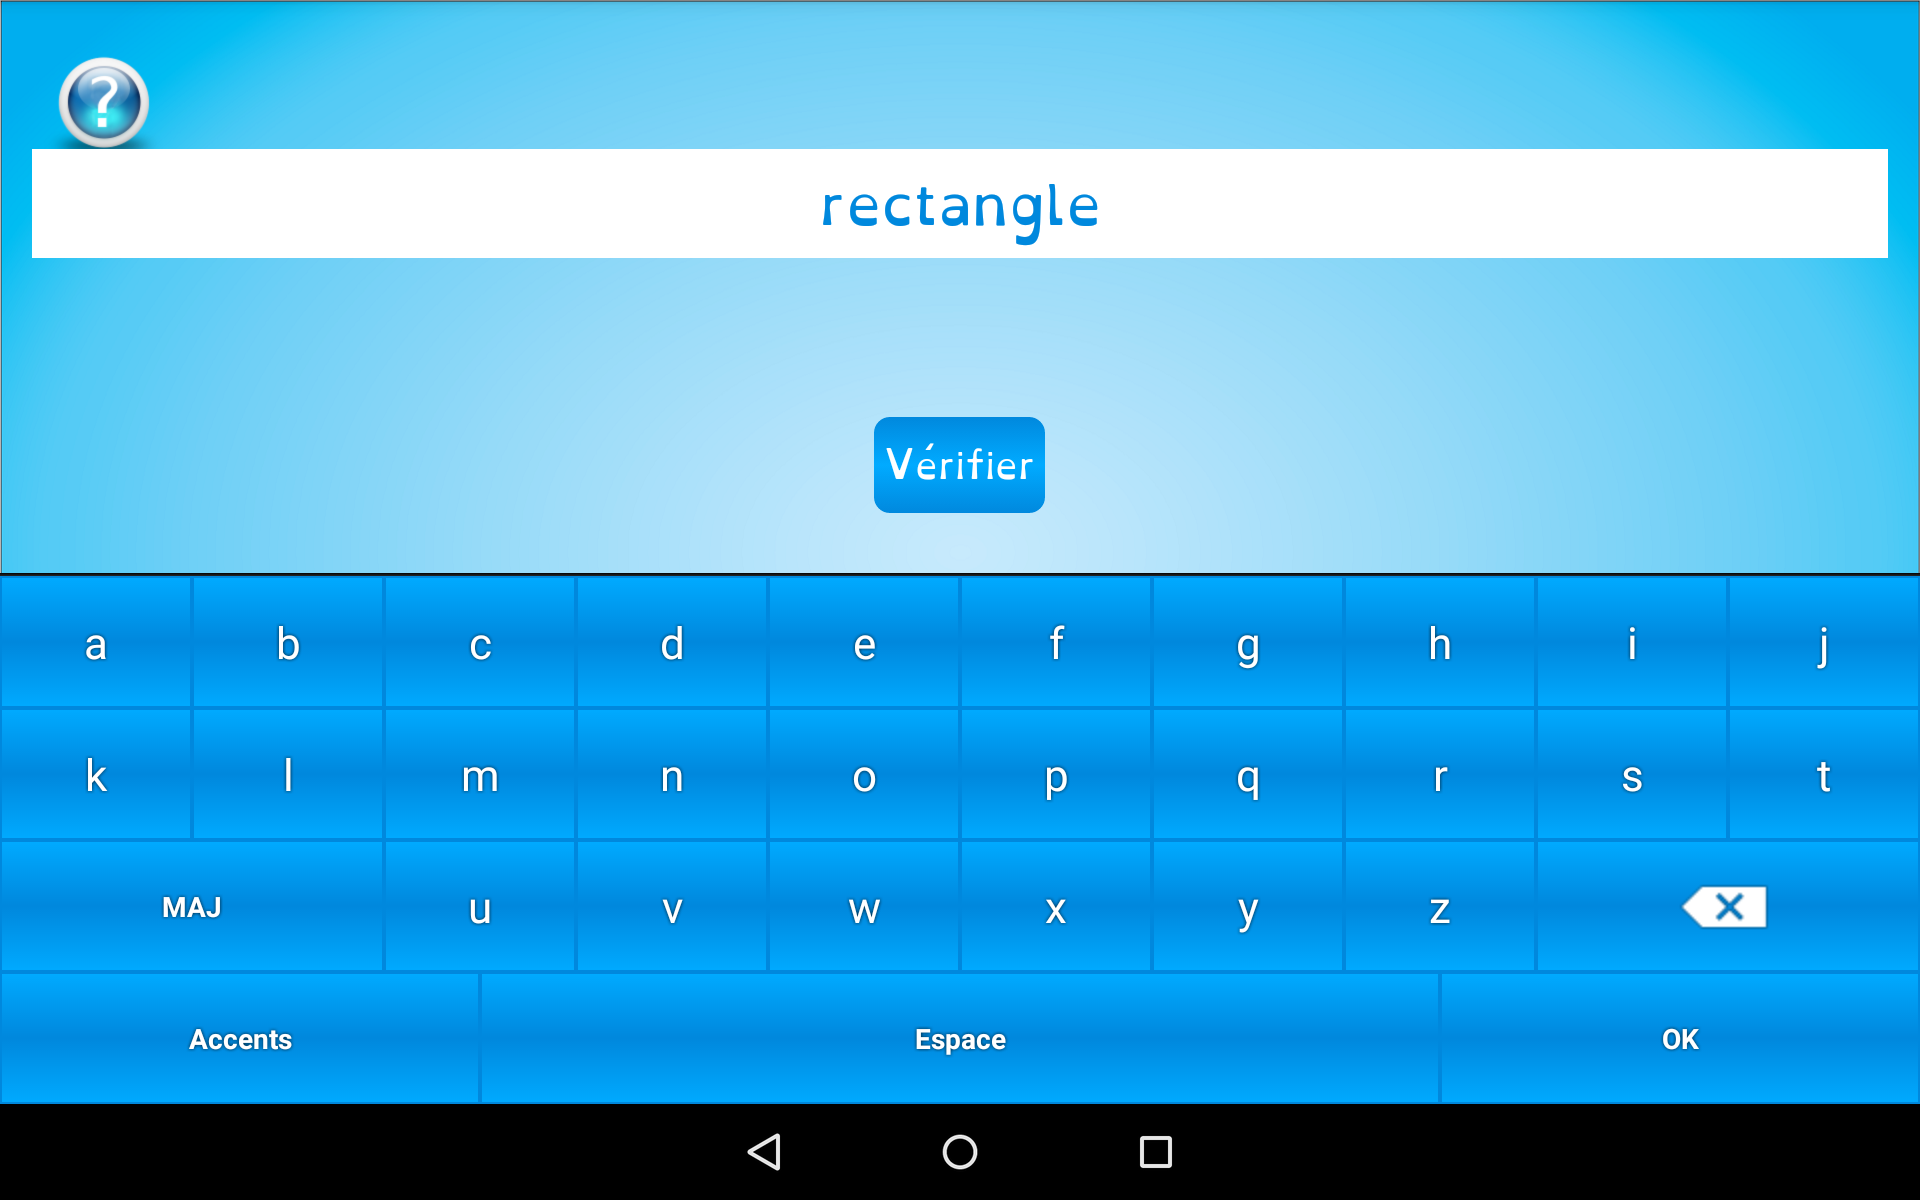 ?
rectangle
Vérifier
a b c d e f g h i j
k l m n o p q r s t
MAJ u v w x y z
Accents Espace OK